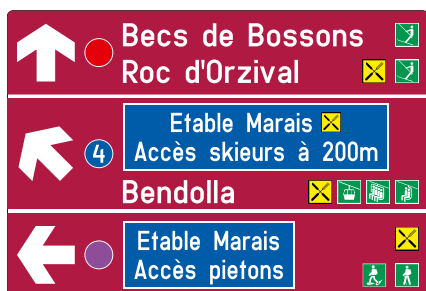 Becs de Bossons
Roc d'Orzival
Etable Marais
4 Accès skieurs à 200m
Bendolla
Etable Marais
Accès pietons